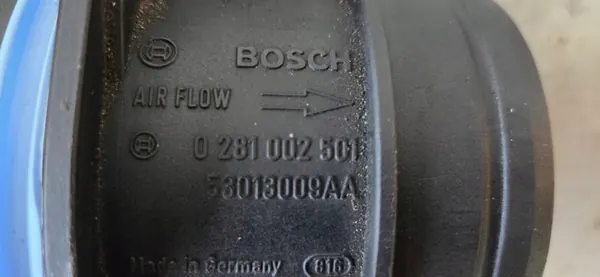 BOSCH
AIR FLOW
0 281 002 501
53013009AA
Made in Germany 816